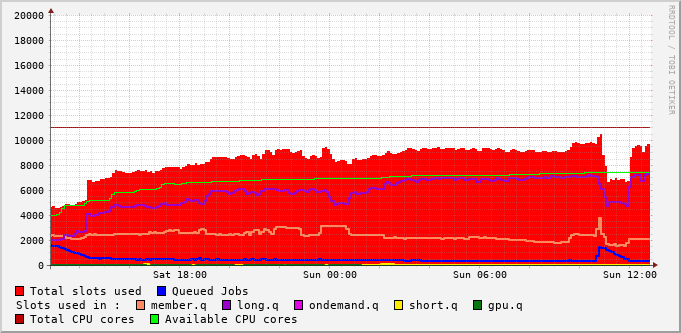 20000
18000
16000
14000
12000
10000
8000
6000
4000
2000
0
Sat 18:00 Sun 00:00 Sun 06:00 Sun 12:00
RRDTOOL / TOBI OETIKER
Total slots used Queued Jobs
Slots used in : member.q long.q ondemand.q short.q gpu.q
Total CPU cores Available CPU cores